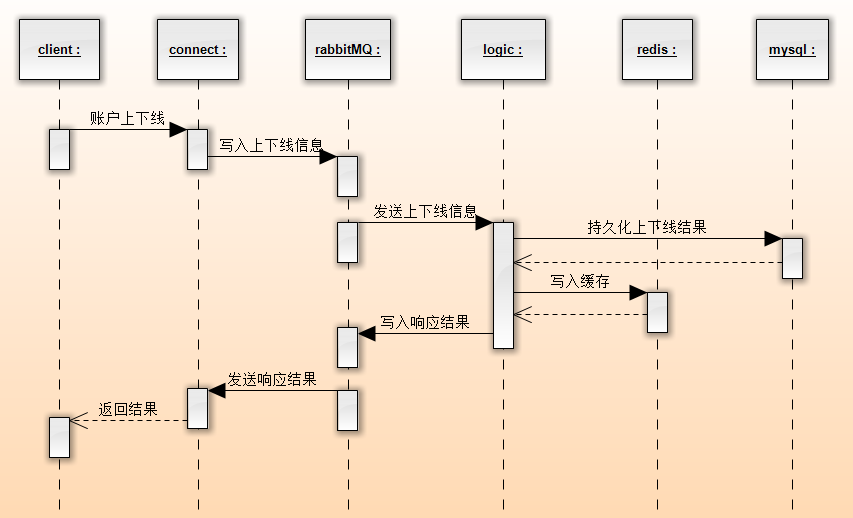 client :
connect :
rabbitMQ :
logic :
redis :
mysql :
账户上下线
写入上下线信息
发送上下线信息
持久化上下线结果
写入缓存
写入响应结果
发送响应结果
返回结果